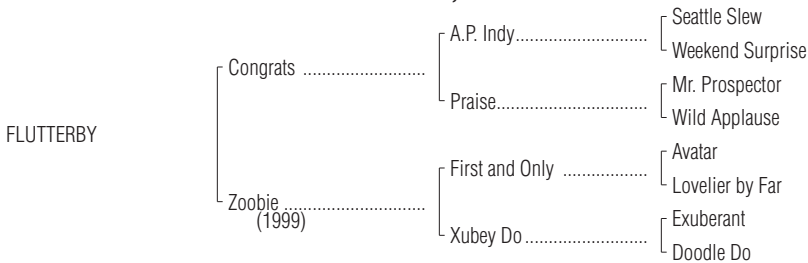 Seattle Slew
A.P. Indy..............................
Weekend Surprise
Congrats ............................
Mr. Prospector
Praise...................................
Wild Applause
FLUTTERBY
Avatar
First and Only ...................
Lovelier by Far
Zoobie ................................
(1999)
Exuberant
Xubey Do............................
Doodle Do